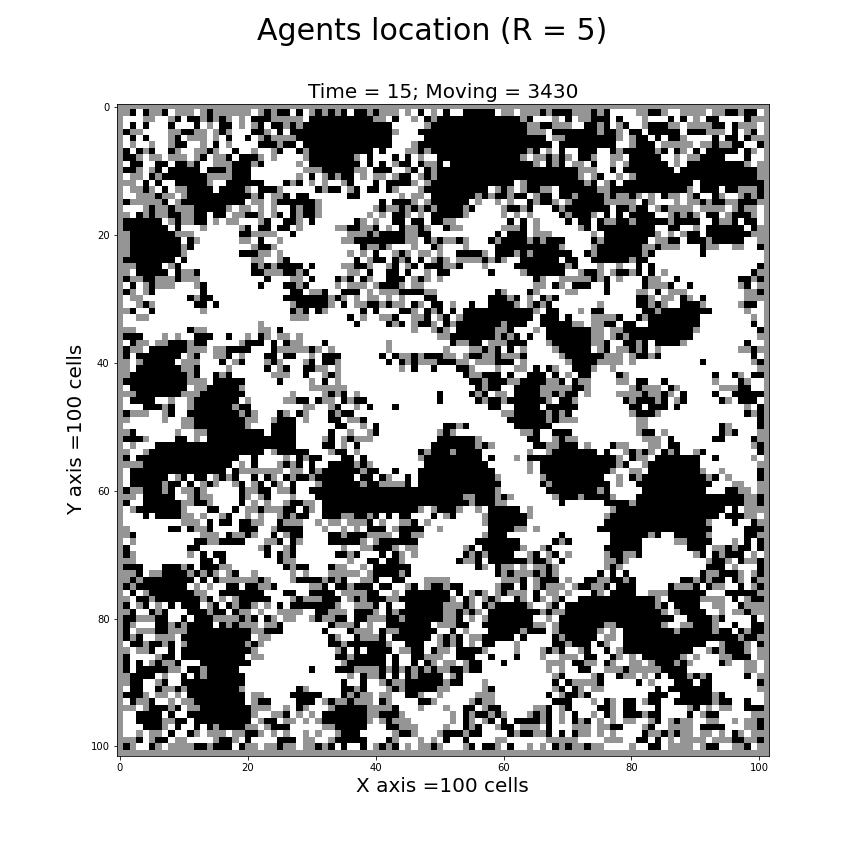 Agents location (R = 5)
Time = 15; Moving = 3430
0
20
40
60
80
100
Y axis =100 cells
0 20 40 60 80 100
X axis =100 cells